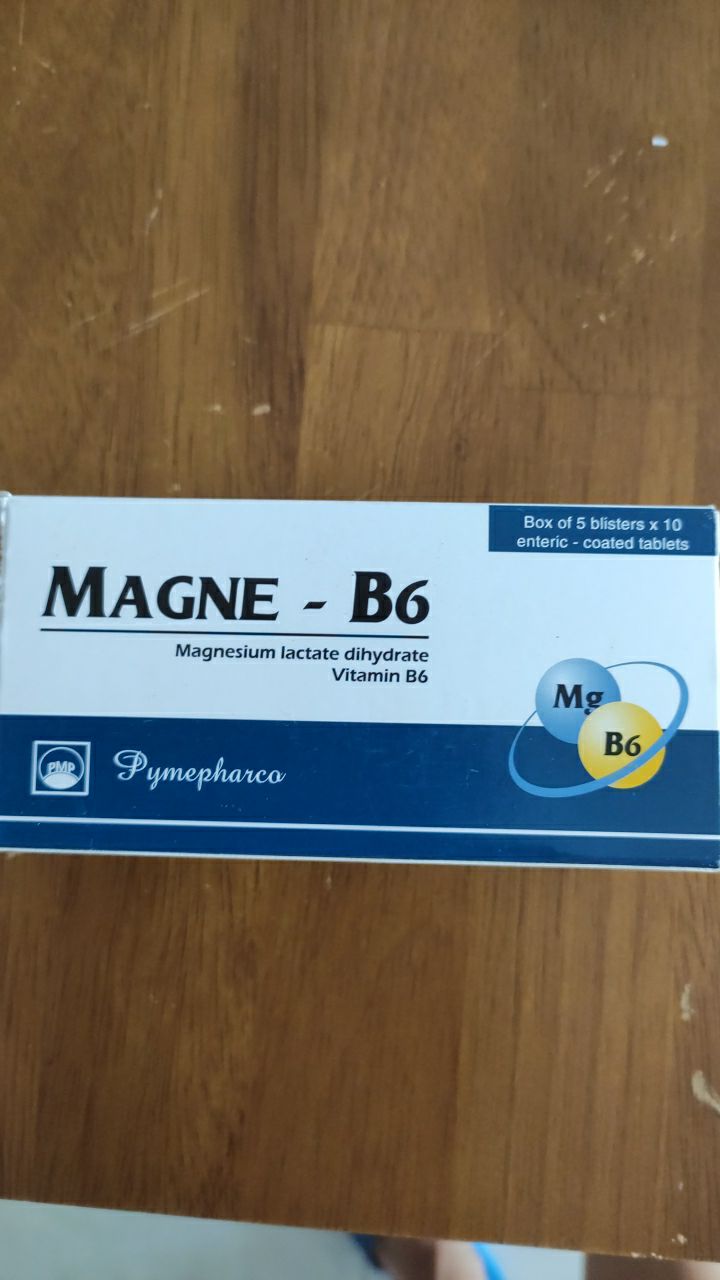 Box of 5 blisters x 10
enteric - coated tablets
MAGNE - B6
Magnesium lactate dihydrate
Vitamin B6
Mg
B6
PMP
Pymepharco